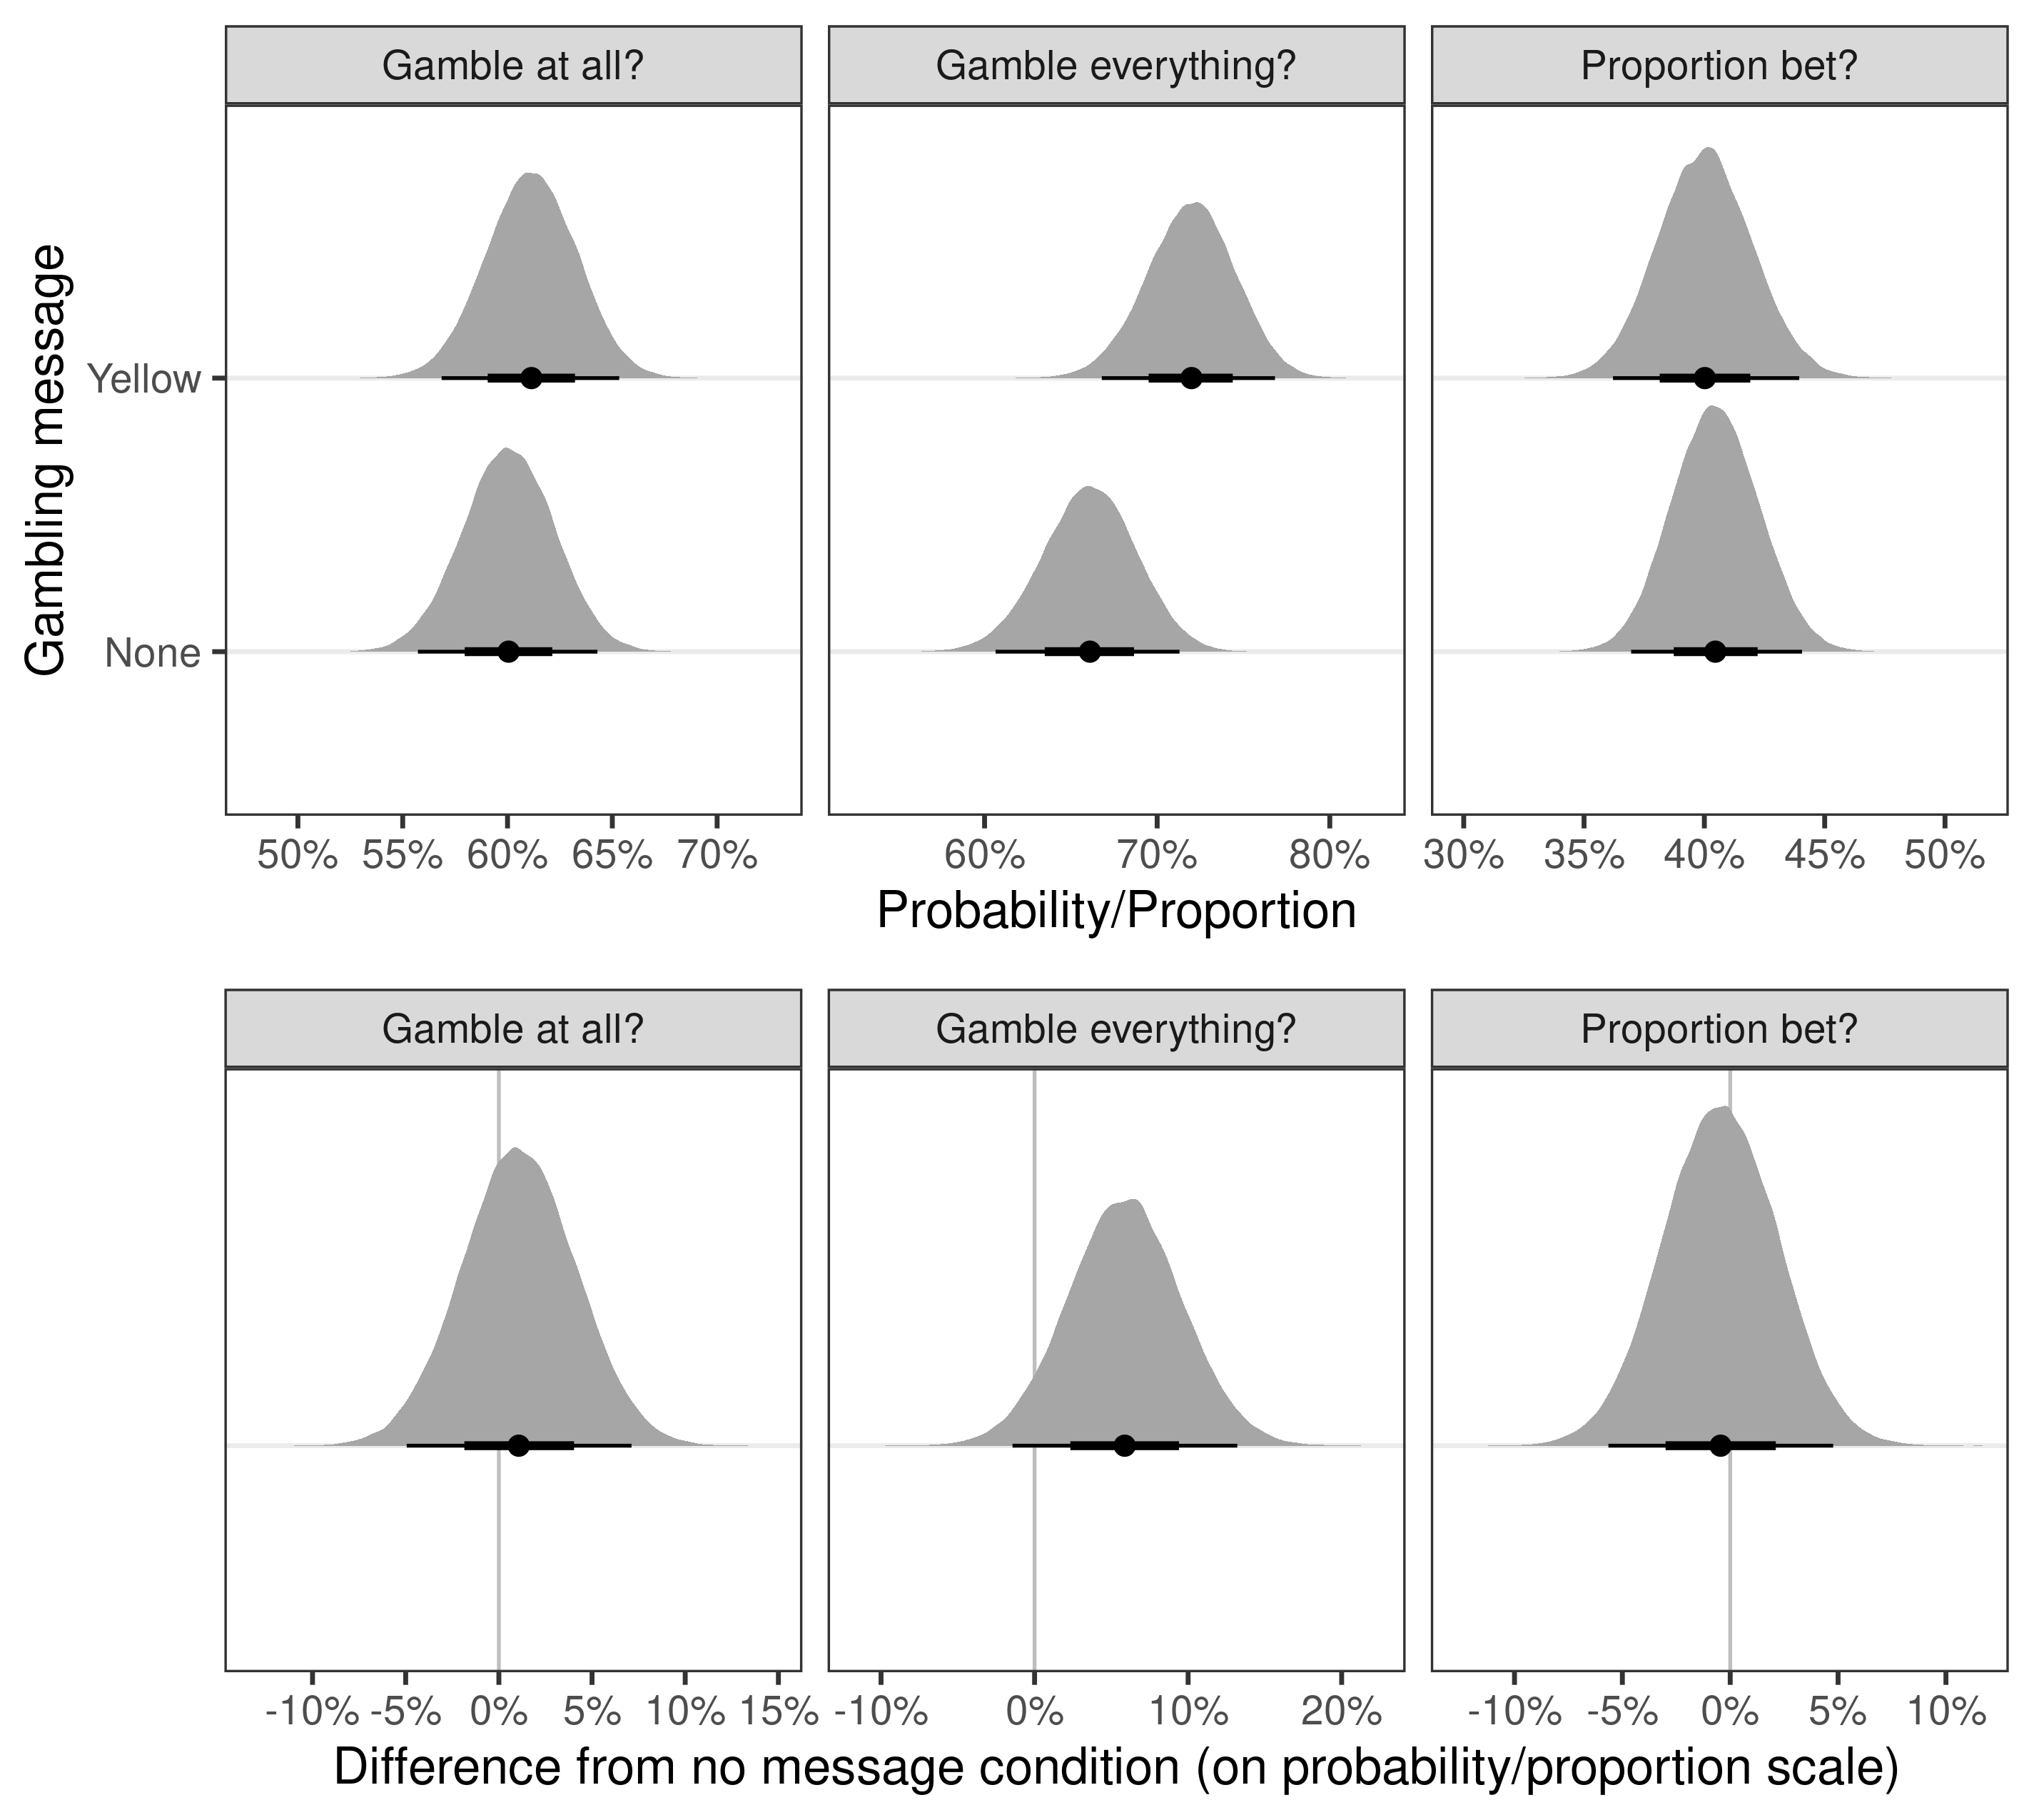 Gamble at all? Gamble everything? Proportion bet?
Gambling message
Yellow
None
50% 55% 60% 65% 70% 60% 70% 80% 30% 35% 40% 45% 50%
Probability/Proportion
Gamble at all? Gamble everything? Proportion bet?
-10% -5% 0% 5% 10% 15% -10% 0% 10% 20% -10% -5% 0% 5% 10%
Difference from no message condition (on probability/proportion scale)